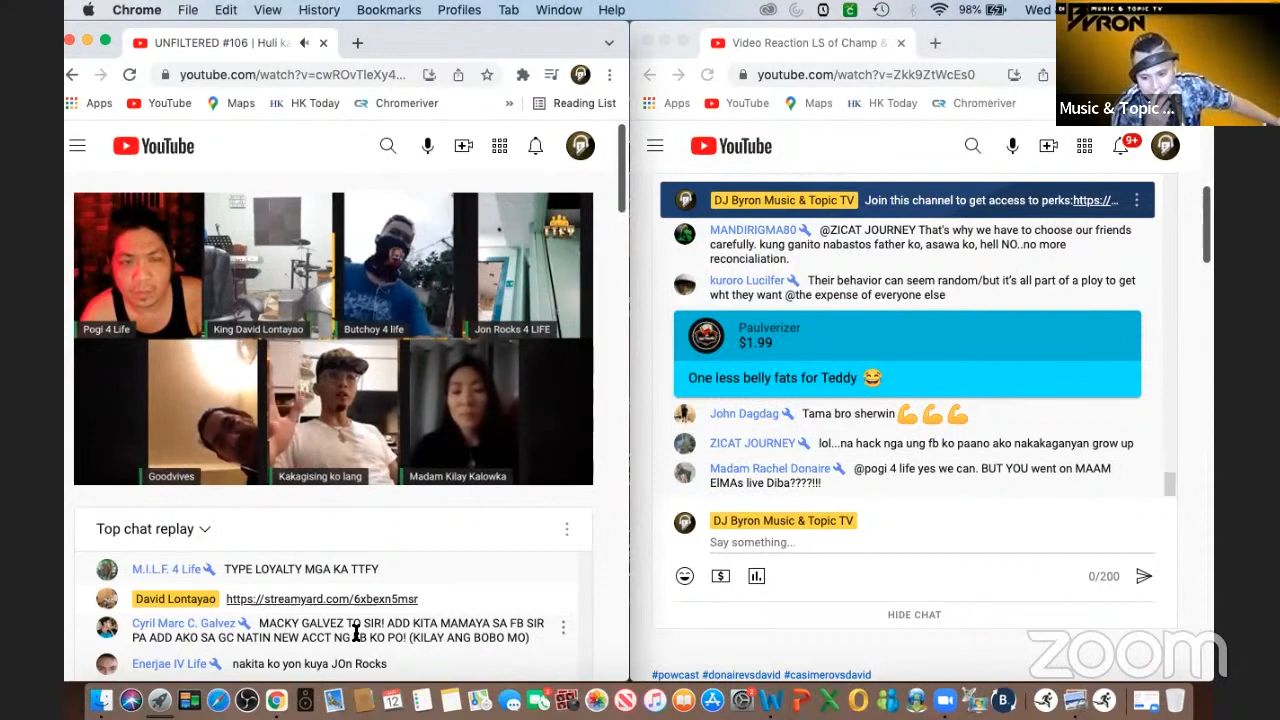 Chrome File Edit View History Bookmarks Profiles Tab Window Help 98%
UNFILTERED #106 | Huli ka
Video Reaction LS of Champ &
youtube.com/watch?v=cwROvTleXy4...
youtube.com/watch?v=Zkk9ZtWcEs0
Apps YouTube Maps HK Today Chromeriver » Reading List
Apps YouTube Maps HK Today Chromeriver
MUSIC & TOPIC TV
BYRON
Music & Topic ...
YouTube
YouTube
9+
Pogi 4 Life
King David Lontayao
Butchoy 4 life
Jon Rocks 4 LIFE
Goodvives
Kakagising ko lang
Madam Kilay Kalowka
Top chat replay
M.I.L.F. 4 Life TYPE LOYALTY MGA KA TTFY
David Lontayao https://streamyard.com/6xbexn5msr
Cyril Marc C. Galvez MACKY GALVEZ TO SIR! ADD KITA MAMAYA SA FB SIR
PA ADD AKO SA GC NATIN NEW ACCT NG FB KO PO! (KILAY ANG BOBO MO)
Enerjae IV Life nakita ko yon kuya JOn Rocks
DJ Byron Music & Topic TV Join this channel to get access to perks:https://...
MANDIRIGMA80 @ZICAT JOURNEY That's why we have to choose our friends
carefully. kung ganito nabastos father ko, asawa ko, hell NO..no more
reconcialiation.
kuroro Lucilfer Their behavior can seem random/but it's all part of a ploy to get
wht they want @the expense of everyone else
Paulverizer
$1.99
One less belly fats for Teddy
John Dagdag Tama bro sherwin
ZICAT JOURNEY lol...na hack nga ung fb ko paano ako nakakaganyan grow up
Madam Rachel Donaire @pogi 4 life yes we can. BUT YOU went on MAAM
ElMAs live Diba????!!!
DJ Byron Music & Topic TV
Say something...
0/200
HIDE CHAT
#powcast #donairevsdavid #casimerovsdavid
zoom